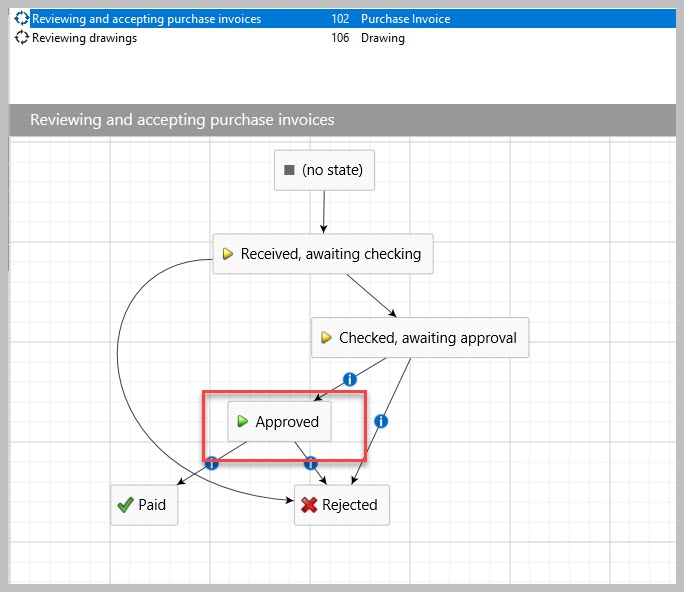 Reviewing and accepting purchase invoices 102 Purchase Invoice
Reviewing drawings 106 Drawing
Reviewing and accepting purchase invoices
(no state)
Received, awaiting checking
Checked, awaiting approval
Approved
Paid
Rejected